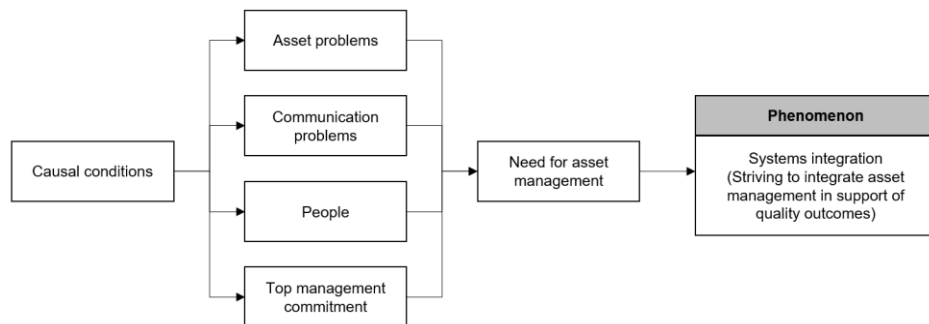 Causal conditions
Asset problems
Communication
problems
People
Top management
commitment
Need for asset
management
Phenomenon
Systems integration
(Striving to integrate asset
management in support of
quality outcomes)